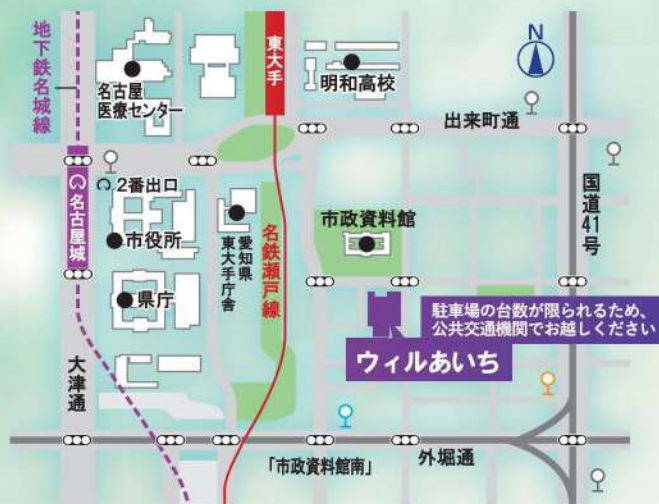 地下鉄名城線
名古屋
医療センター
東大手
明和高校
N
出来町通
2番出口
名古屋城
市役所
愛知県
東大手庁舎
名鉄瀬戸線
市政資料館
国道41号
県庁
駐車場の台数が限られるため、
公共交通機関でお越しください
ウィルあいち
大津通
「市政資料館南」
外堀通